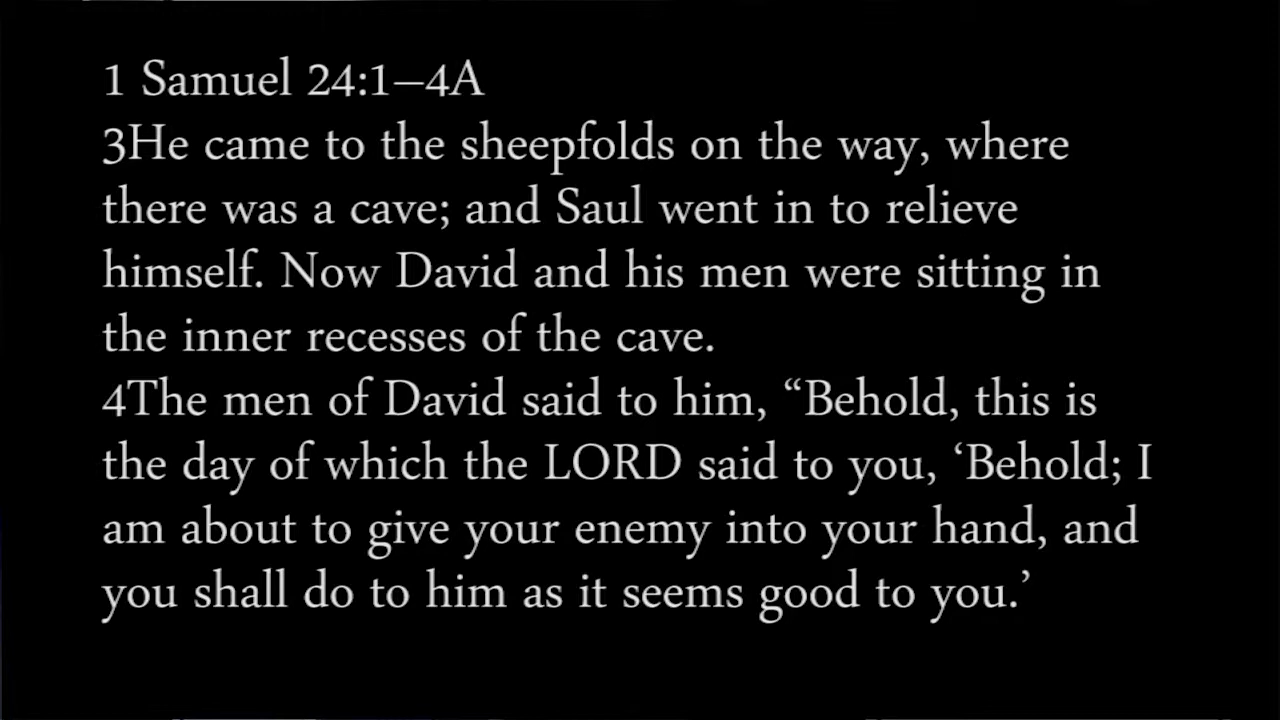 1 Samuel 24:1–4A
3He came to the sheepfolds on the way, where
there was a cave; and Saul went in to relieve
himself. Now David and his men were sitting in
the inner recesses of the cave.
4The men of David said to him, “Behold, this is
the day of which the LORD said to you, ‘Behold; I
am about to give your enemy into your hand, and
you shall do to him as it seems good to you.’